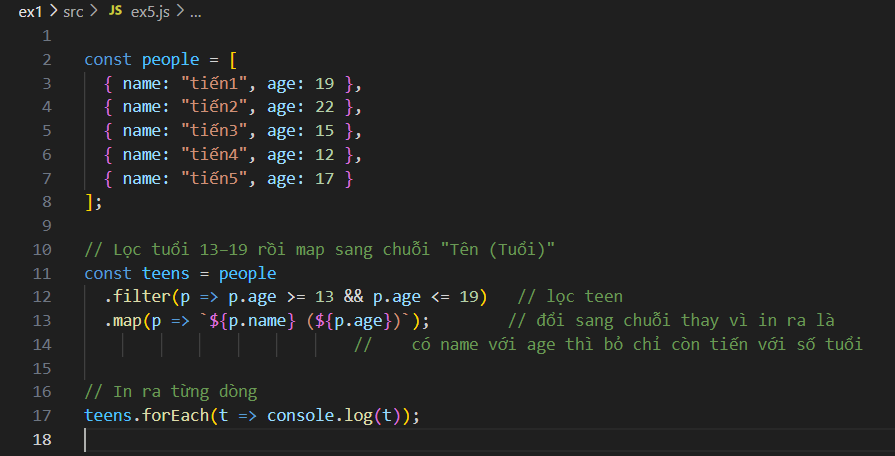 ex1 > src > JS ex5.js > ...
1
2 const people = [
3   { name: "tiến1", age: 19 },
4   { name: "tiến2", age: 22 },
5   { name: "tiến3", age: 15 },
6   { name: "tiến4", age: 12 },
7   { name: "tiến5", age: 17 }
8 ];
9
10 // Lọc tuổi 13–19 rồi map sang chuỗi "Tên (Tuổi)"
11 const teens = people
12   .filter(p => p.age >= 13 && p.age <= 19)   // lọc teen
13   .map(p => `${p.name} (${p.age})`);        // đổi sang chuỗi thay vì in ra là
14                             //    có name với age thì bỏ chỉ còn tiến với số tuổi
15
16 // In ra từng dòng
17 teens.forEach(t => console.log(t));
18